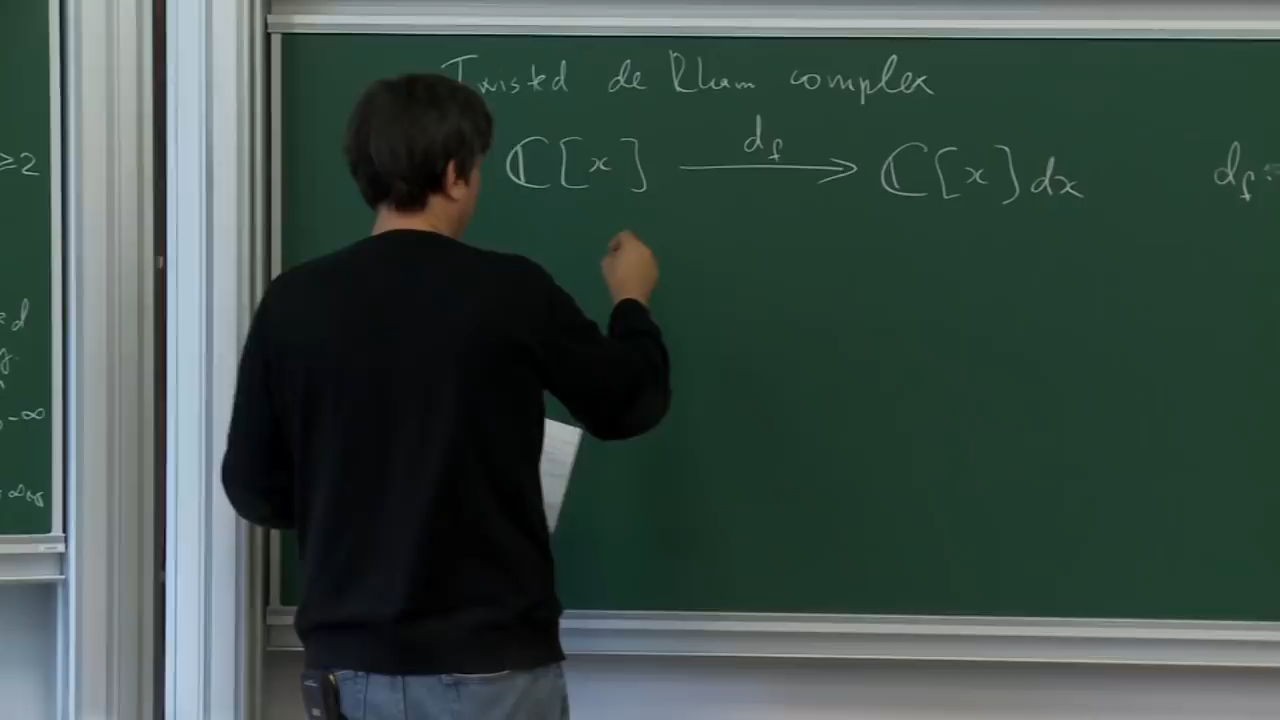 ≥2
d
-∞
Twisted de Rham complex
d_f
ℂ[x] ⟶ ℂ[x]dx d_f: